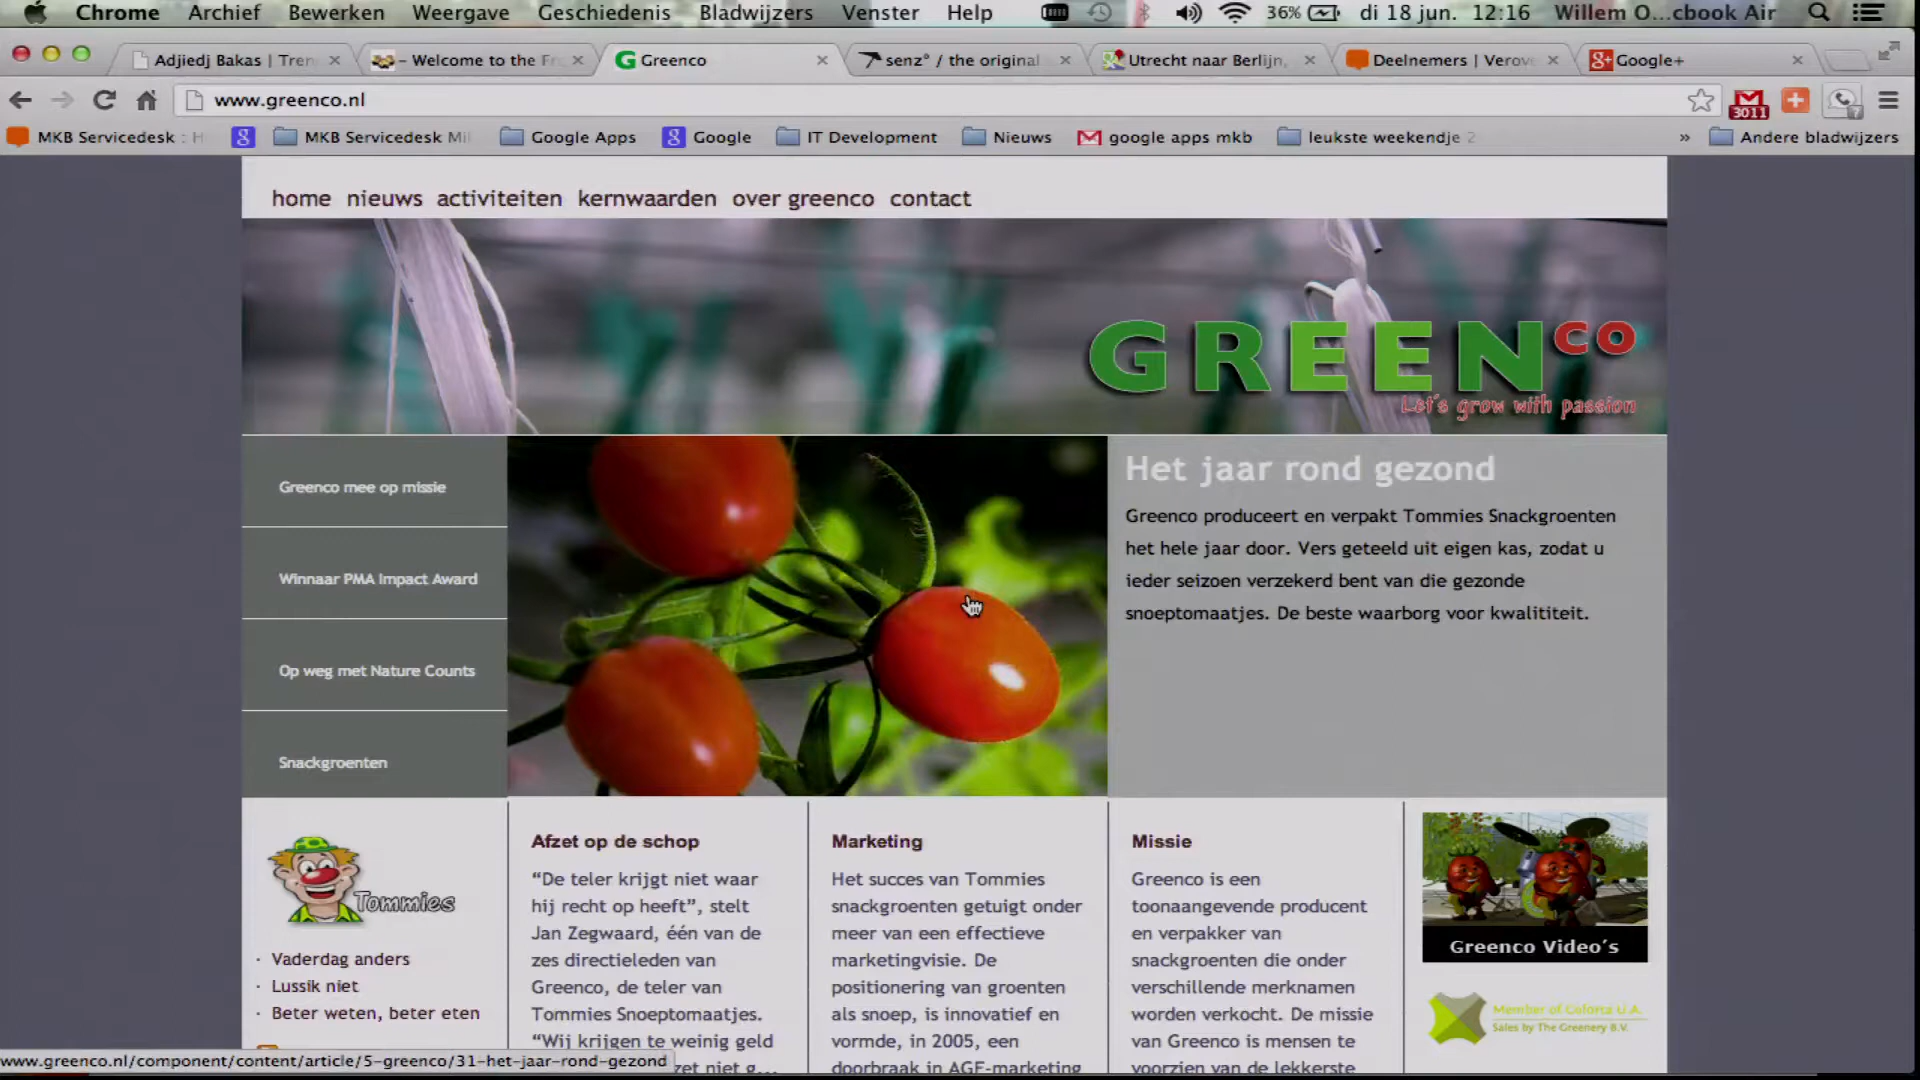 Chrome Archief Bewerken Weergave Geschiedenis Bladwijzers Venster Help 36% di 18 jun. 12:16 Willem O...cbook Air
Adjiedj Bakas | Tren – Welcome to the Fr Greenco senz° / the original Utrecht naar Berlijn, Deelnemers | Verov Google+
www.greenco.nl 3011
MKB Servicedesk : H MKB Servicedesk Mi Google Apps Google IT Development Nieuws google apps mkb leukste weekendje 2 » Andere bladwijzers
home nieuws activiteiten kernwaarden over greenco contact
GREENco
Let's grow with passion
Greenco mee op missie
Winnaar PMA Impact Award
Op weg met Nature Counts
Snackgroenten
Het jaar rond gezond
Greenco produceert en verpakt Tommies Snackgroenten
het hele jaar door. Vers geteeld uit eigen kas, zodat u
ieder seizoen verzekerd bent van die gezonde
snoeptomaatjes. De beste waarborg voor kwalititeit.
Tommies
· Vaderdag anders
· Lussik niet
· Beter weten, beter eten
Afzet op de schop
“De teler krijgt niet waar
hij recht op heeft”, stelt
Jan Zegwaard, één van de
zes directieleden van
Greenco, de teler van
Tommies Snoeptomaatjes.
“Wij krijgen te weinig geld
zet niet g...
Marketing
Het succes van Tommies
snackgroenten getuigt onder
meer van een effectieve
marketingvisie. De
positionering van groenten
als snoep, is innovatief en
vormde, in 2005, een
doorbraak in AGF-marketing
Missie
Greenco is een
toonaangevende producent
en verpakker van
snackgroenten die onder
verschillende merknamen
worden verkocht. De missie
van Greenco is mensen te
voorzien van de lekkerste
Greenco Video's
Member of Coforta U.A.
Sales by The Greenery B.V.
www.greenco.nl/component/content/article/5-greenco/31-het-jaar-rond-gezond